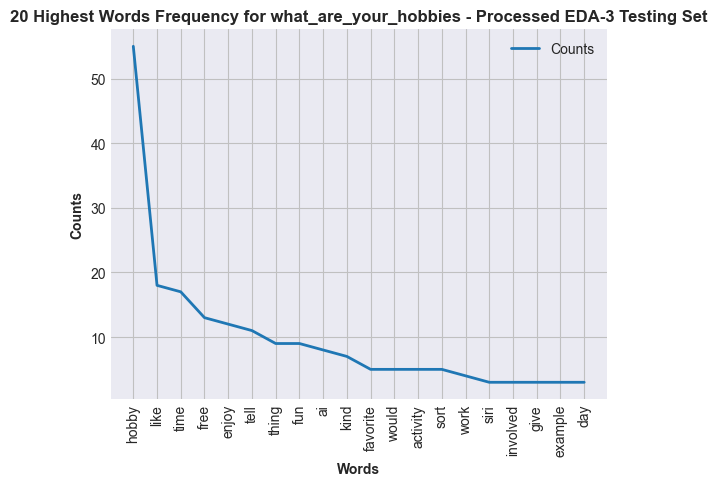 20 Highest Words Frequency for what_are_your_hobbies - Processed EDA-3 Testing Set
Counts
50
40
30
20
10
Counts
hobby
like
time
free
enjoy
tell
thing
fun
ai
kind
favorite
would
activity
sort
work
siri
involved
give
example
day
Words